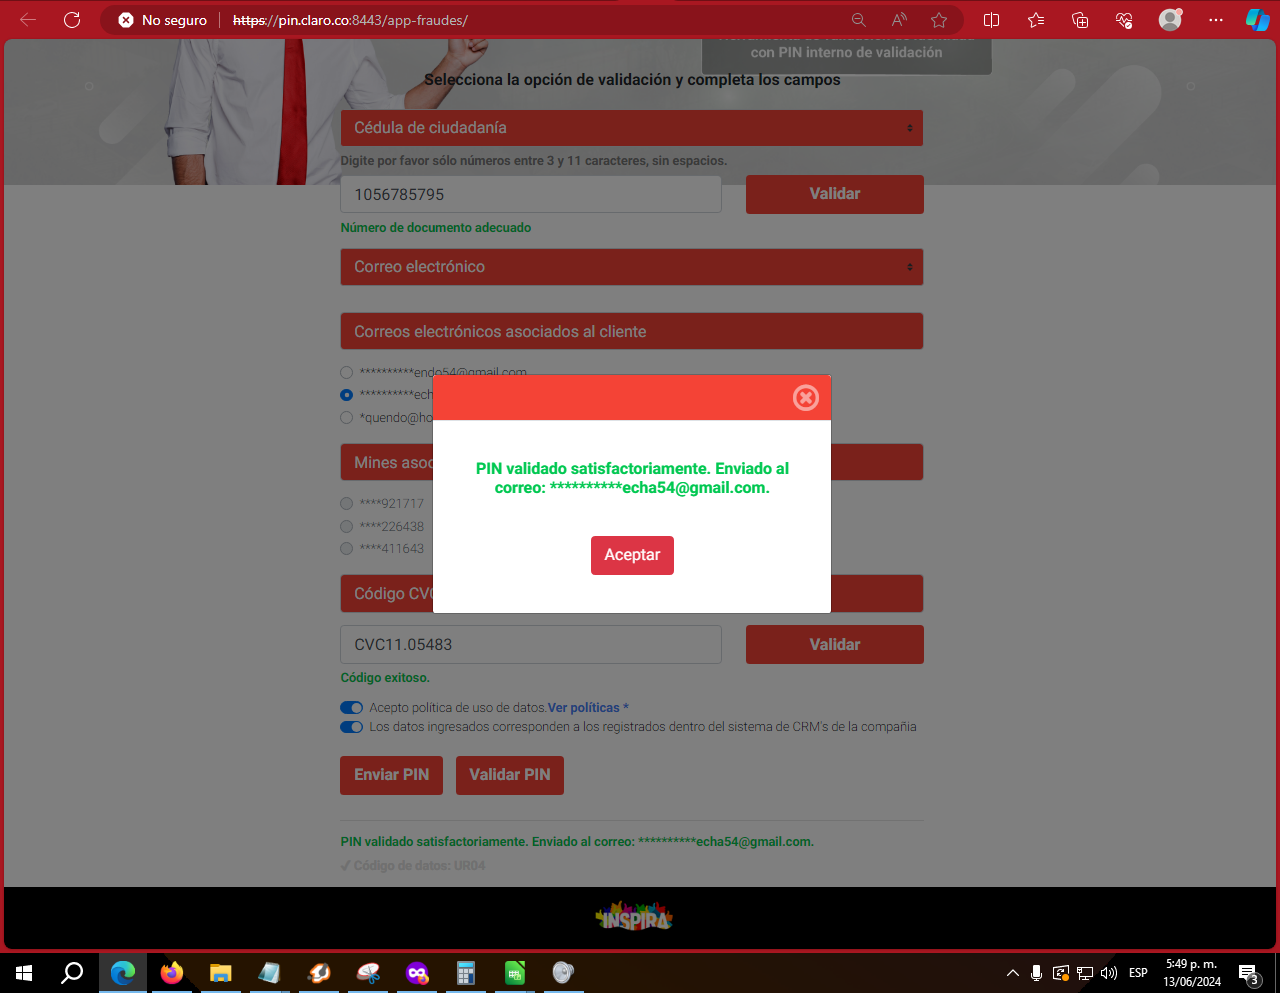 No seguro
https://pin.claro.co:8443/app-fraudes/
con PIN interno de validación
Selecciona la opción de validación y completa los campos
Cédula de ciudadanía
Digite por favor sólo números entre 3 y 11 caracteres, sin espacios.
1056785795
Validar
Número de documento adecuado
Correo electrónico
Correos electrónicos asociados al cliente
**********endo54@gmail.com
**********echa
*quendo@ho
Mines asoc
****921717
****226438
****411643
PIN validado satisfactoriamente. Enviado al
correo: **********echa54@gmail.com.
Aceptar
Código CVC
CVC11.05483
Validar
Código exitoso.
Acepto política de uso de datos.Ver políticas *
Los datos ingresados corresponden a los registrados dentro del sistema de CRM's de la compañia
Enviar PIN
Validar PIN
PIN validado satisfactoriamente. Enviado al correo: **********echa54@gmail.com.
✓ Código de datos: UR04
INSPIRA
ESP
5:49 p. m.
13/06/2024
3